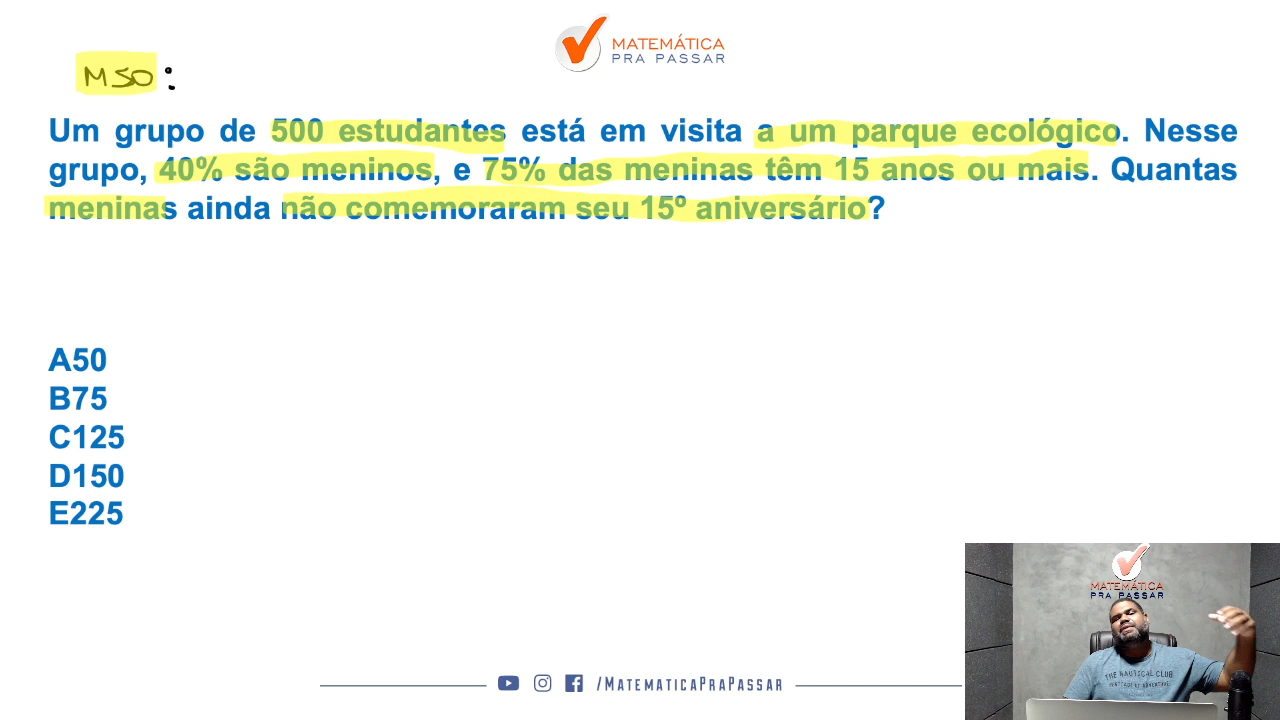 MATEMÁTICA
PRA PASSAR
M50:
Um grupo de 500 estudantes está em visita a um parque ecológico. Nesse
grupo, 40% são meninos, e 75% das meninas têm 15 anos ou mais. Quantas
meninas ainda não comemoraram seu 15º aniversário?
A50
B75
C125
D150
E225
MATEMÁTICA
PRA PASSAR
THE NAUTICAL CLUB
/MATEMATICAPRAPASSAR